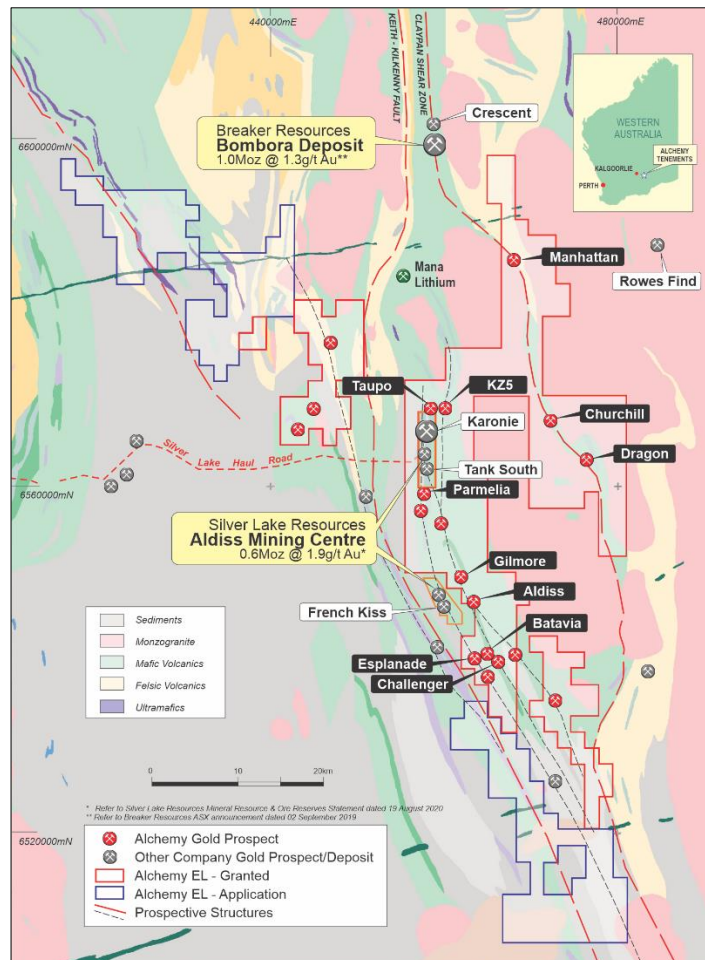 440000mE
480000mE
KEITH - KILKENNY FAULT
CLAYPAN SHEAR ZONE
Crescent
Breaker Resources
Bombora Deposit
1.0Moz @ 1.3g/t Au**
6600000mN
WESTERN
AUSTRALIA
ALCHEMY
TENEMENTS
KALGOORLIE
PERTH
Manhattan
Rowes Find
Mana
Lithium
Taupo
KZ5
Karonie
Churchill
Silver Lake Haul Road
Tank South
Dragon
6560000mN
Parmelia
Silver Lake Resources
Aldiss Mining Centre
0.6Moz @ 1.9g/t Au*
Gilmore
Aldiss
French Kiss
Batavia
Esplanade
Challenger
Sediments
Monzogranite
Mafic Volcanics
Felsic Volcanics
Ultramafics
0 10 20km
* Refer to Silver Lake Resources Mineral Resource & Ore Reserves Statement dated 19 August 2020
** Refer to Breaker Resources ASX announcement dated 02 September 2019
6520000mN
Alchemy Gold Prospect
Other Company Gold Prospect/Deposit
Alchemy EL - Granted
Alchemy EL - Application
Prospective Structures